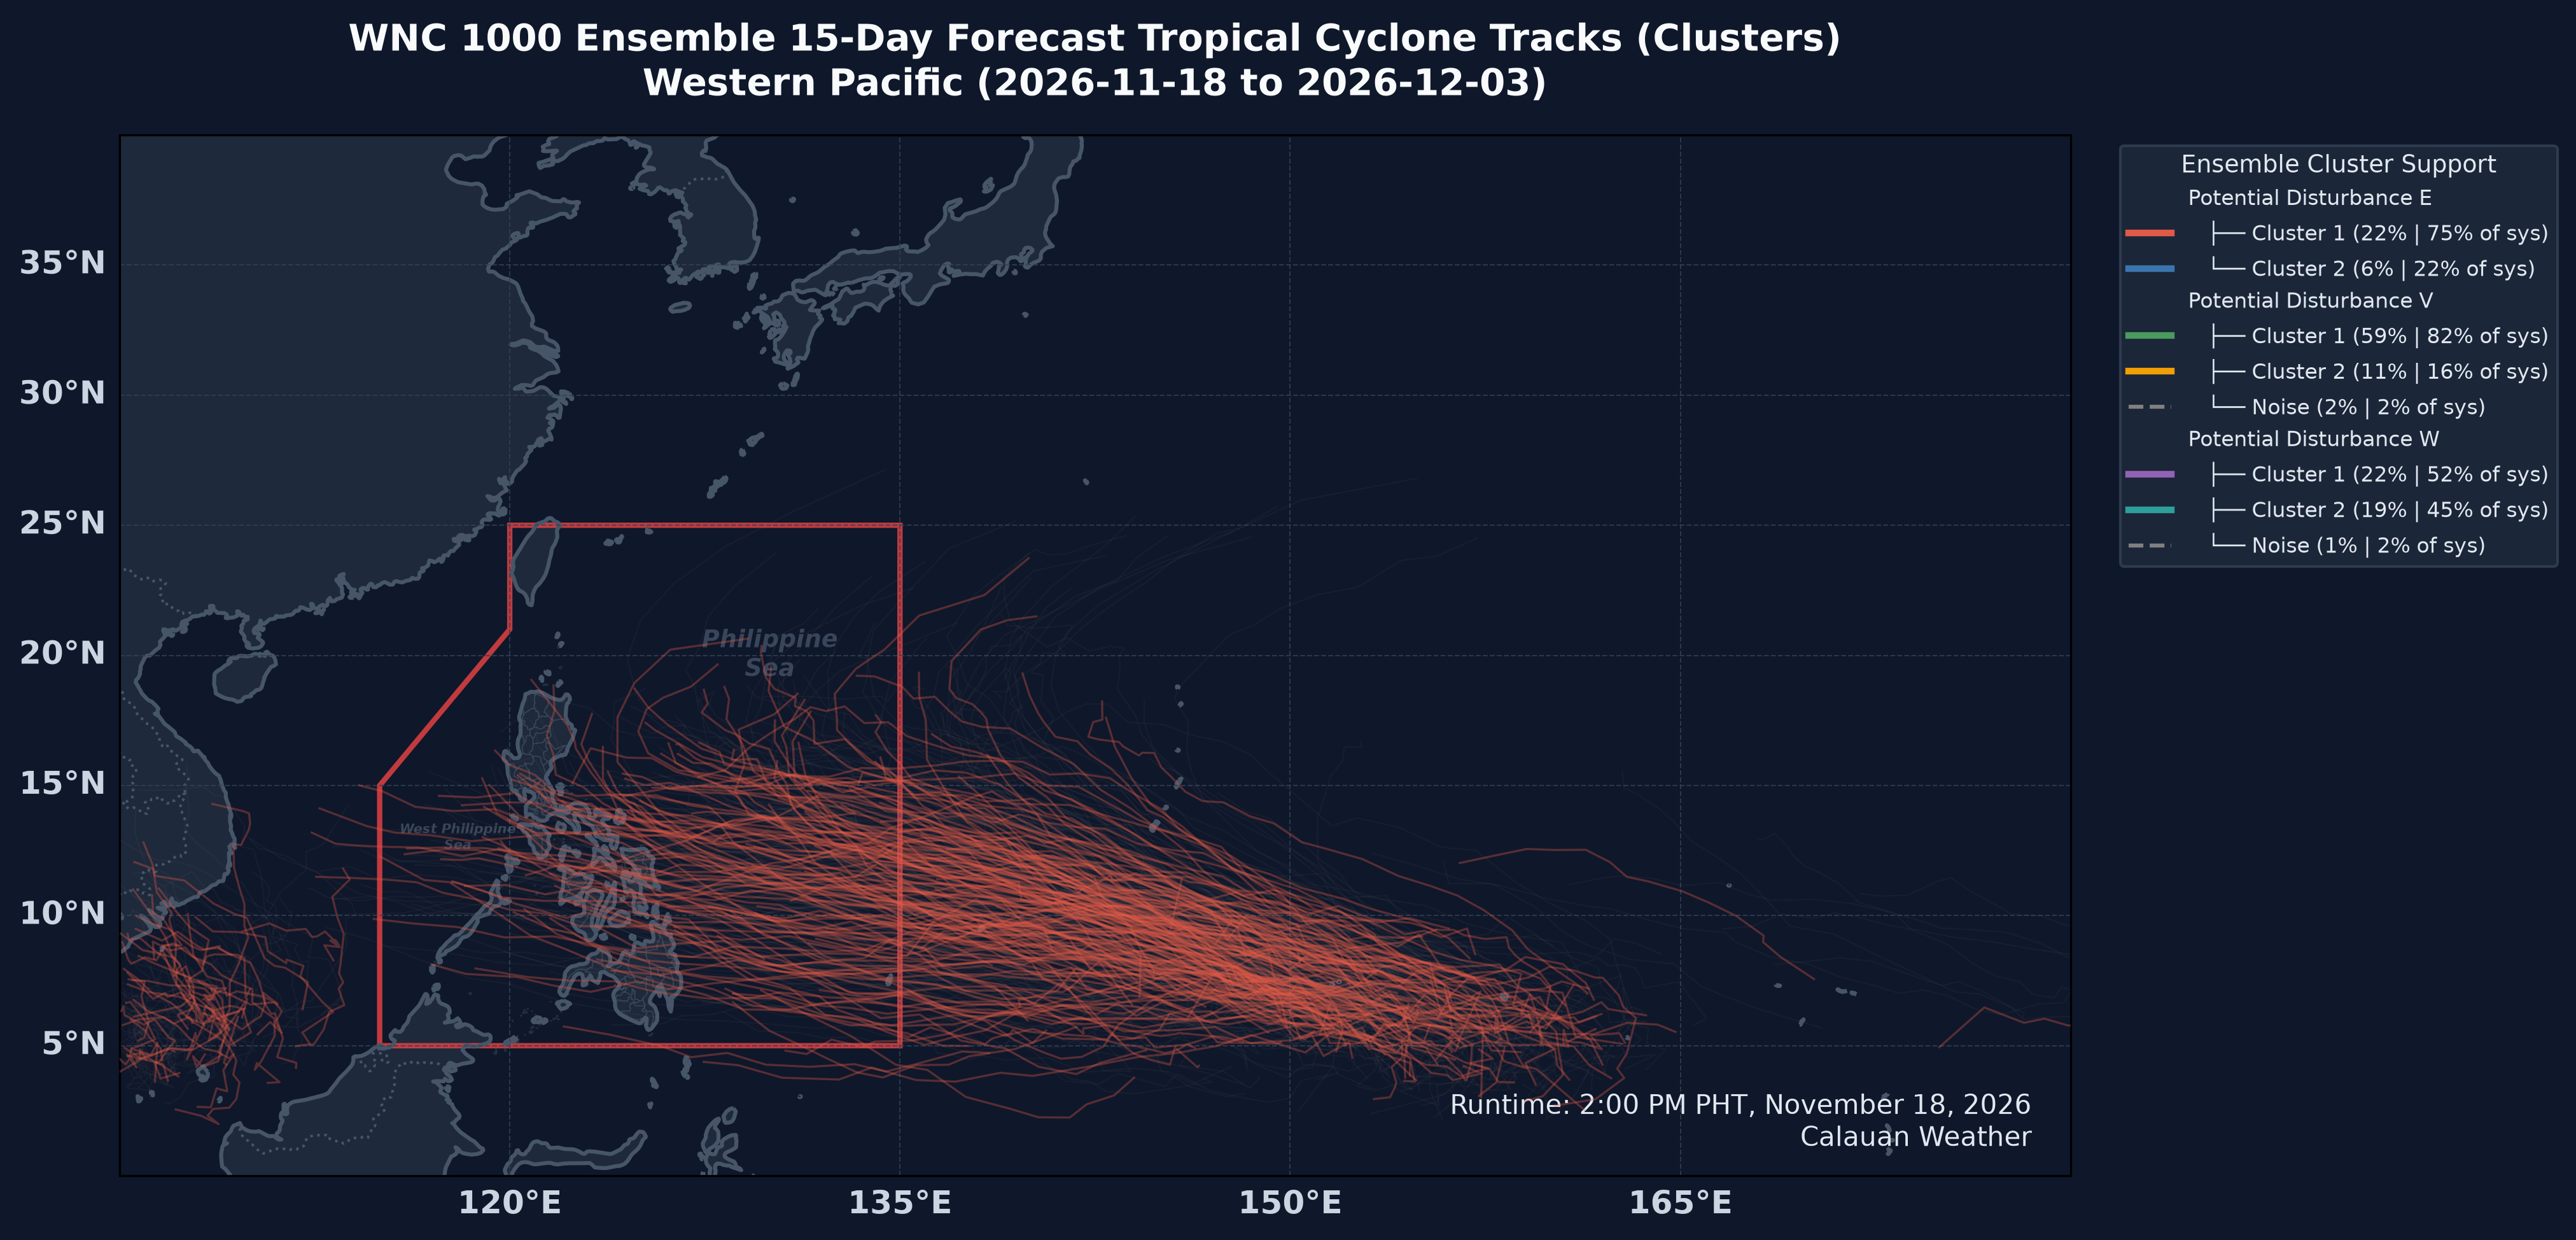 WNC 1000 Ensemble 15-Day Forecast Tropical Cyclone Tracks (Clusters)
Western Pacific (2026-11-18 to 2026-12-03)
Ensemble Cluster Support
Potential Disturbance E
Cluster 1 (22% | 75% of sys)
Cluster 2 (6% | 22% of sys)
Potential Disturbance V
Cluster 1 (59% | 82% of sys)
Cluster 2 (11% | 16% of sys)
Noise (2% | 2% of sys)
Potential Disturbance W
Cluster 1 (22% | 52% of sys)
Cluster 2 (19% | 45% of sys)
Noise (1% | 2% of sys)
35°N
30°N
25°N
20°N
15°N
10°N
5°N
Philippine
Sea
West Philippine
Sea
Runtime: 2:00 PM PHT, November 18, 2026
Calauan Weather
120°E
135°E
150°E
165°E